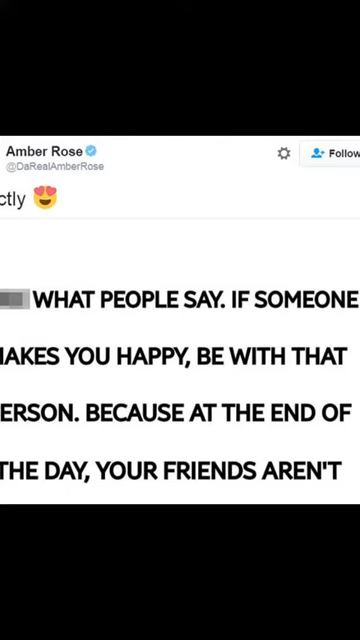 Amber Rose
@DaRealAmberRose
Follow
ctly 😍
WHAT PEOPLE SAY. IF SOMEONE
MAKES YOU HAPPY, BE WITH THAT
ERSON. BECAUSE AT THE END OF
THE DAY, YOUR FRIENDS AREN'T